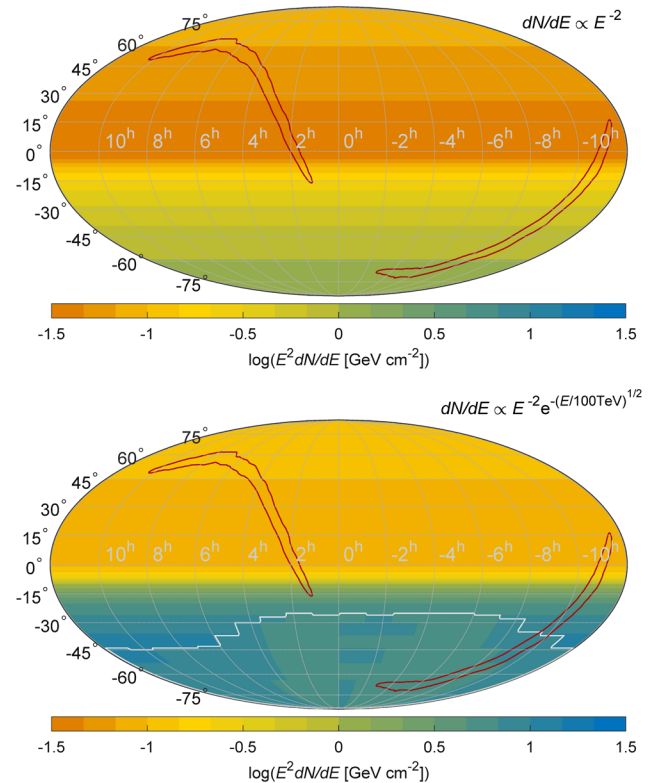 dN/dE ∝ E⁻²
75°
60°
45°
30°
15°
0°
-15°
-30°
-45°
-60°
-75°
10ʰ 8ʰ 6ʰ 4ʰ 2ʰ 0ʰ -2ʰ -4ʰ -6ʰ -8ʰ -10ʰ
-1.5 -1 -0.5 0 0.5 1 1.5
log(E²dN/dE [GeV cm⁻²])
dN/dE ∝ E⁻²e^-(E/100TeV)^1/2
75°
60°
45°
30°
15°
0°
-15°
-30°
-45°
-60°
-75°
10ʰ 8ʰ 6ʰ 4ʰ 2ʰ 0ʰ -2ʰ -4ʰ -6ʰ -8ʰ -10ʰ
-1.5 -1 -0.5 0 0.5 1 1.5
log(E²dN/dE [GeV cm⁻²])